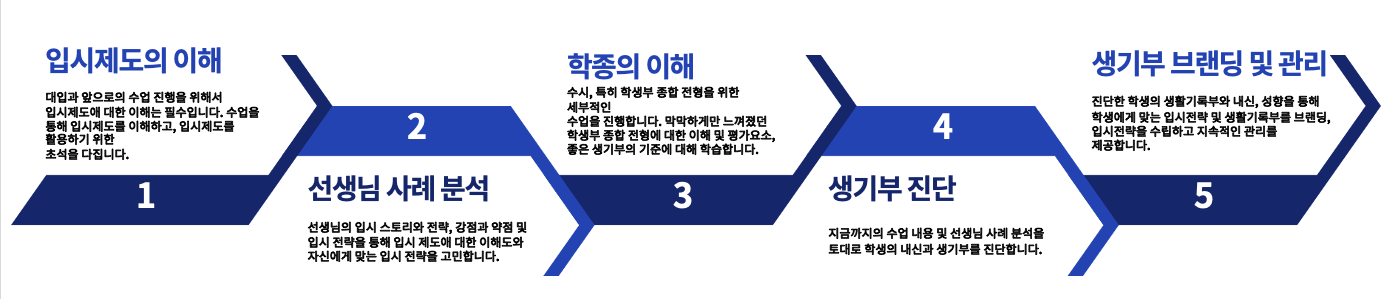 입시제도의 이해
대입과 앞으로의 수업 진행을 위해서
입시제도에 대한 이해는 필수입니다. 수업을
통해 입시제도를 이해하고, 입시제도를
활용하기 위한
초석을 다집니다.
1
2
선생님 사례 분석
선생님의 입시 스토리와 전략, 강점과 약점 및
입시 전략을 통해 입시 제도에 대한 이해도와
자신에게 맞는 입시 전략을 고민합니다.
학종의 이해
수시, 특히 학생부 종합 전형을 위한
세부적인
수업을 진행합니다. 막막하게만 느껴졌던
학생부 종합 전형에 대한 이해 및 평가요소,
좋은 생기부의 기준에 대해 학습합니다.
3
4
생기부 진단
지금까지의 수업 내용 및 선생님 사례 분석을
토대로 학생의 내신과 생기부를 진단합니다.
생기부 브랜딩 및 관리
진단한 학생의 생활기록부와 내신, 성향을 통해
학생에게 맞는 입시전략 및 생활기록부를 브랜딩,
입시전략을 수립하고 지속적인 관리를
제공합니다.
5